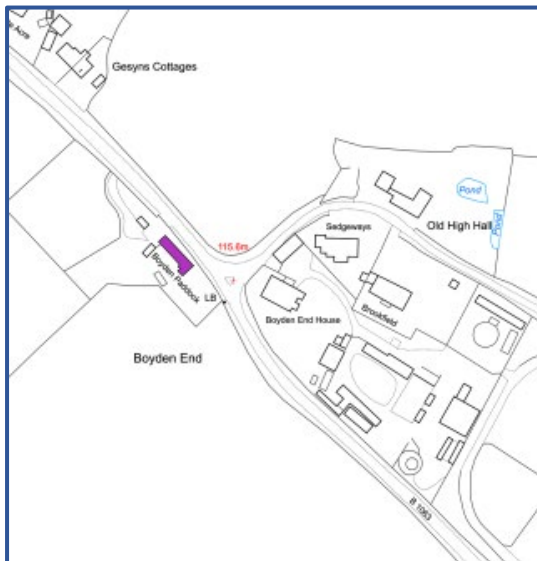 Acre
Gesyns Cottages
Pond
Pond
Old High Hall
Sedgeways
115.6m
Boyden Paddock
LB
Brookfield
Boyden End House
Boyden End
B 1063